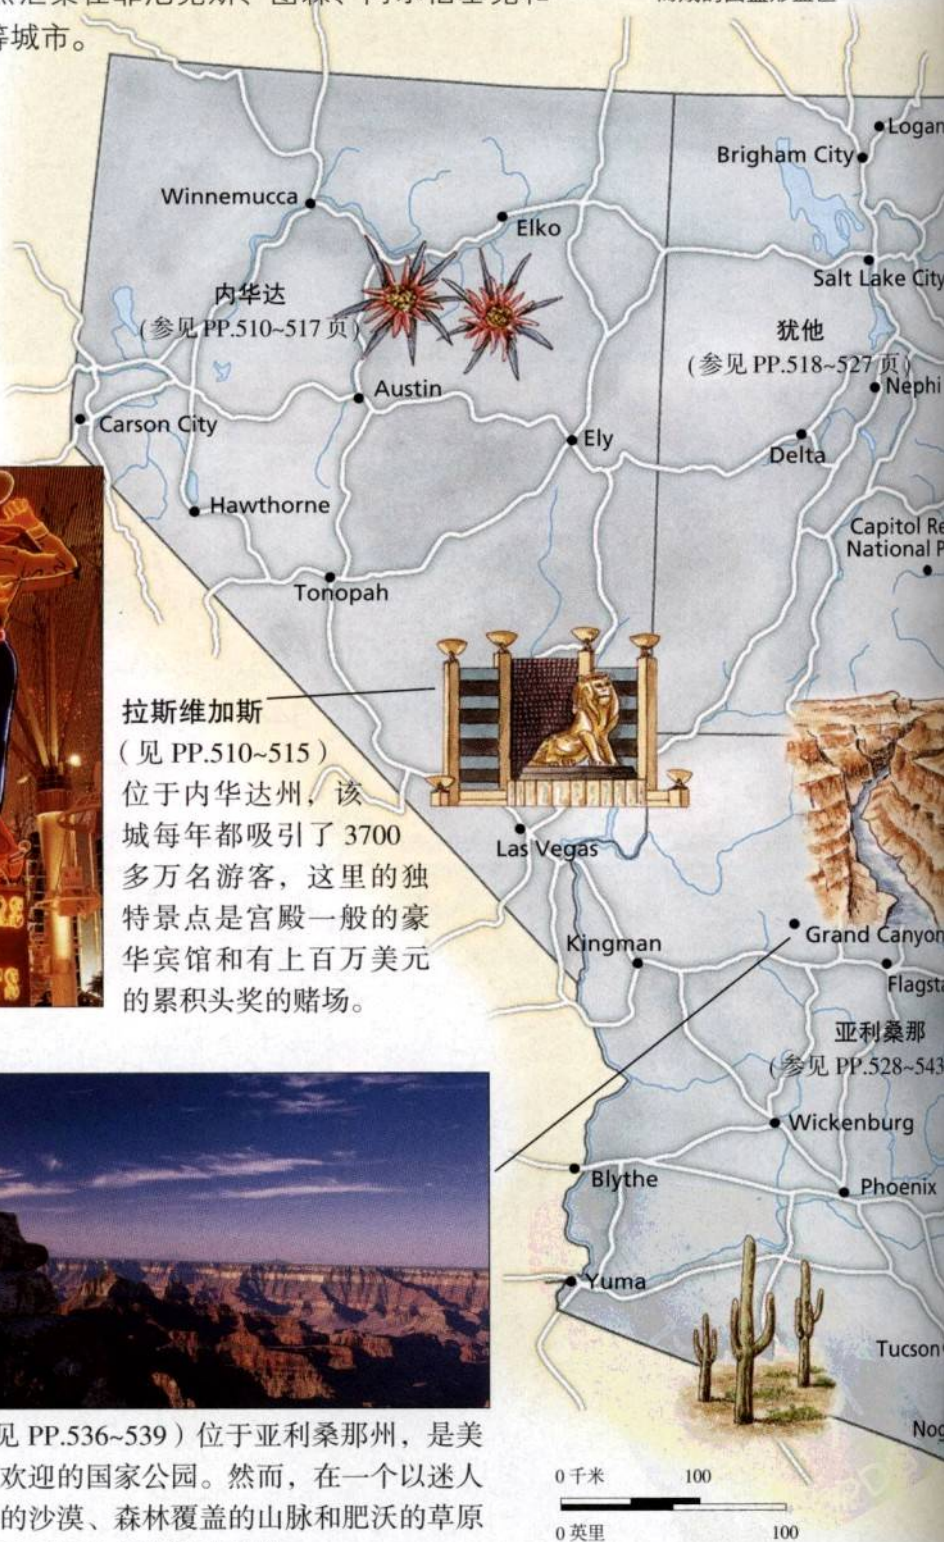 等城市。
Logan
Brigham City
Winnemucca
Elko
Salt Lake City
内华达
(参见 PP.510~517 页)
犹他
(参见 PP.518~527 页)
Nephi
Austin
Carson City
Ely
Delta
Hawthorne
Capitol Re
National P
Tonopah
拉斯维加斯
（见 PP.510~515）
位于内华达州，该
城每年都吸引了 3700
多万名游客，这里的独
特景点是宫殿一般的豪
华宾馆和有上百万美元
的累积头奖的赌场。
Las Vegas
Kingman
Grand Canyon
Flagsta
亚利桑那
(参见 PP.528~543
Wickenburg
Blythe
Phoenix
Yuma
Tucson
Nog
见 PP.536~539）位于亚利桑那州，是美
欢迎的国家公园。然而，在一个以迷人
的沙漠、森林覆盖的山脉和肥沃的草原
0 千米 100
0 英里 100